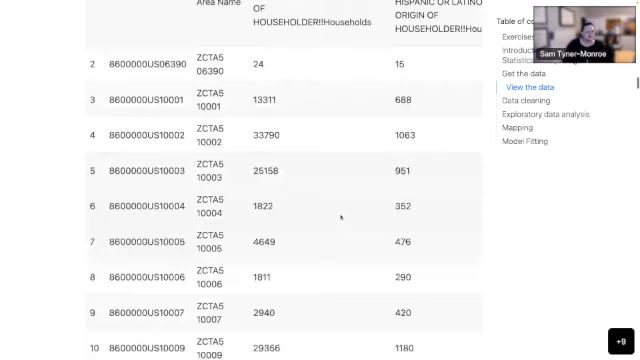 Area Name
OF
HOUSEHOLDER!!Households
HISPANIC OR LATINO
ORIGIN OF
HOUSEHOLDER!!Hou
2 8600000US06390 ZCTA5 06390 24 15
3 8600000US10001 ZCTA5 10001 13311 688
4 8600000US10002 ZCTA5 10002 33790 1063
5 8600000US10003 ZCTA5 10003 25158 951
6 8600000US10004 ZCTA5 10004 1822 352
7 8600000US10005 ZCTA5 10005 4649 476
8 8600000US10006 ZCTA5 10006 1811 290
9 8600000US10007 ZCTA5 10007 2940 420
10 8600000US10009 ZCTA5 10009 29356 1180
Table of co
Exercises
Introduc
Statistical
Get the data
View the data
Data cleaning
Exploratory data analysis
Mapping
Model Fitting
Sam Tyner-Monroe
+9